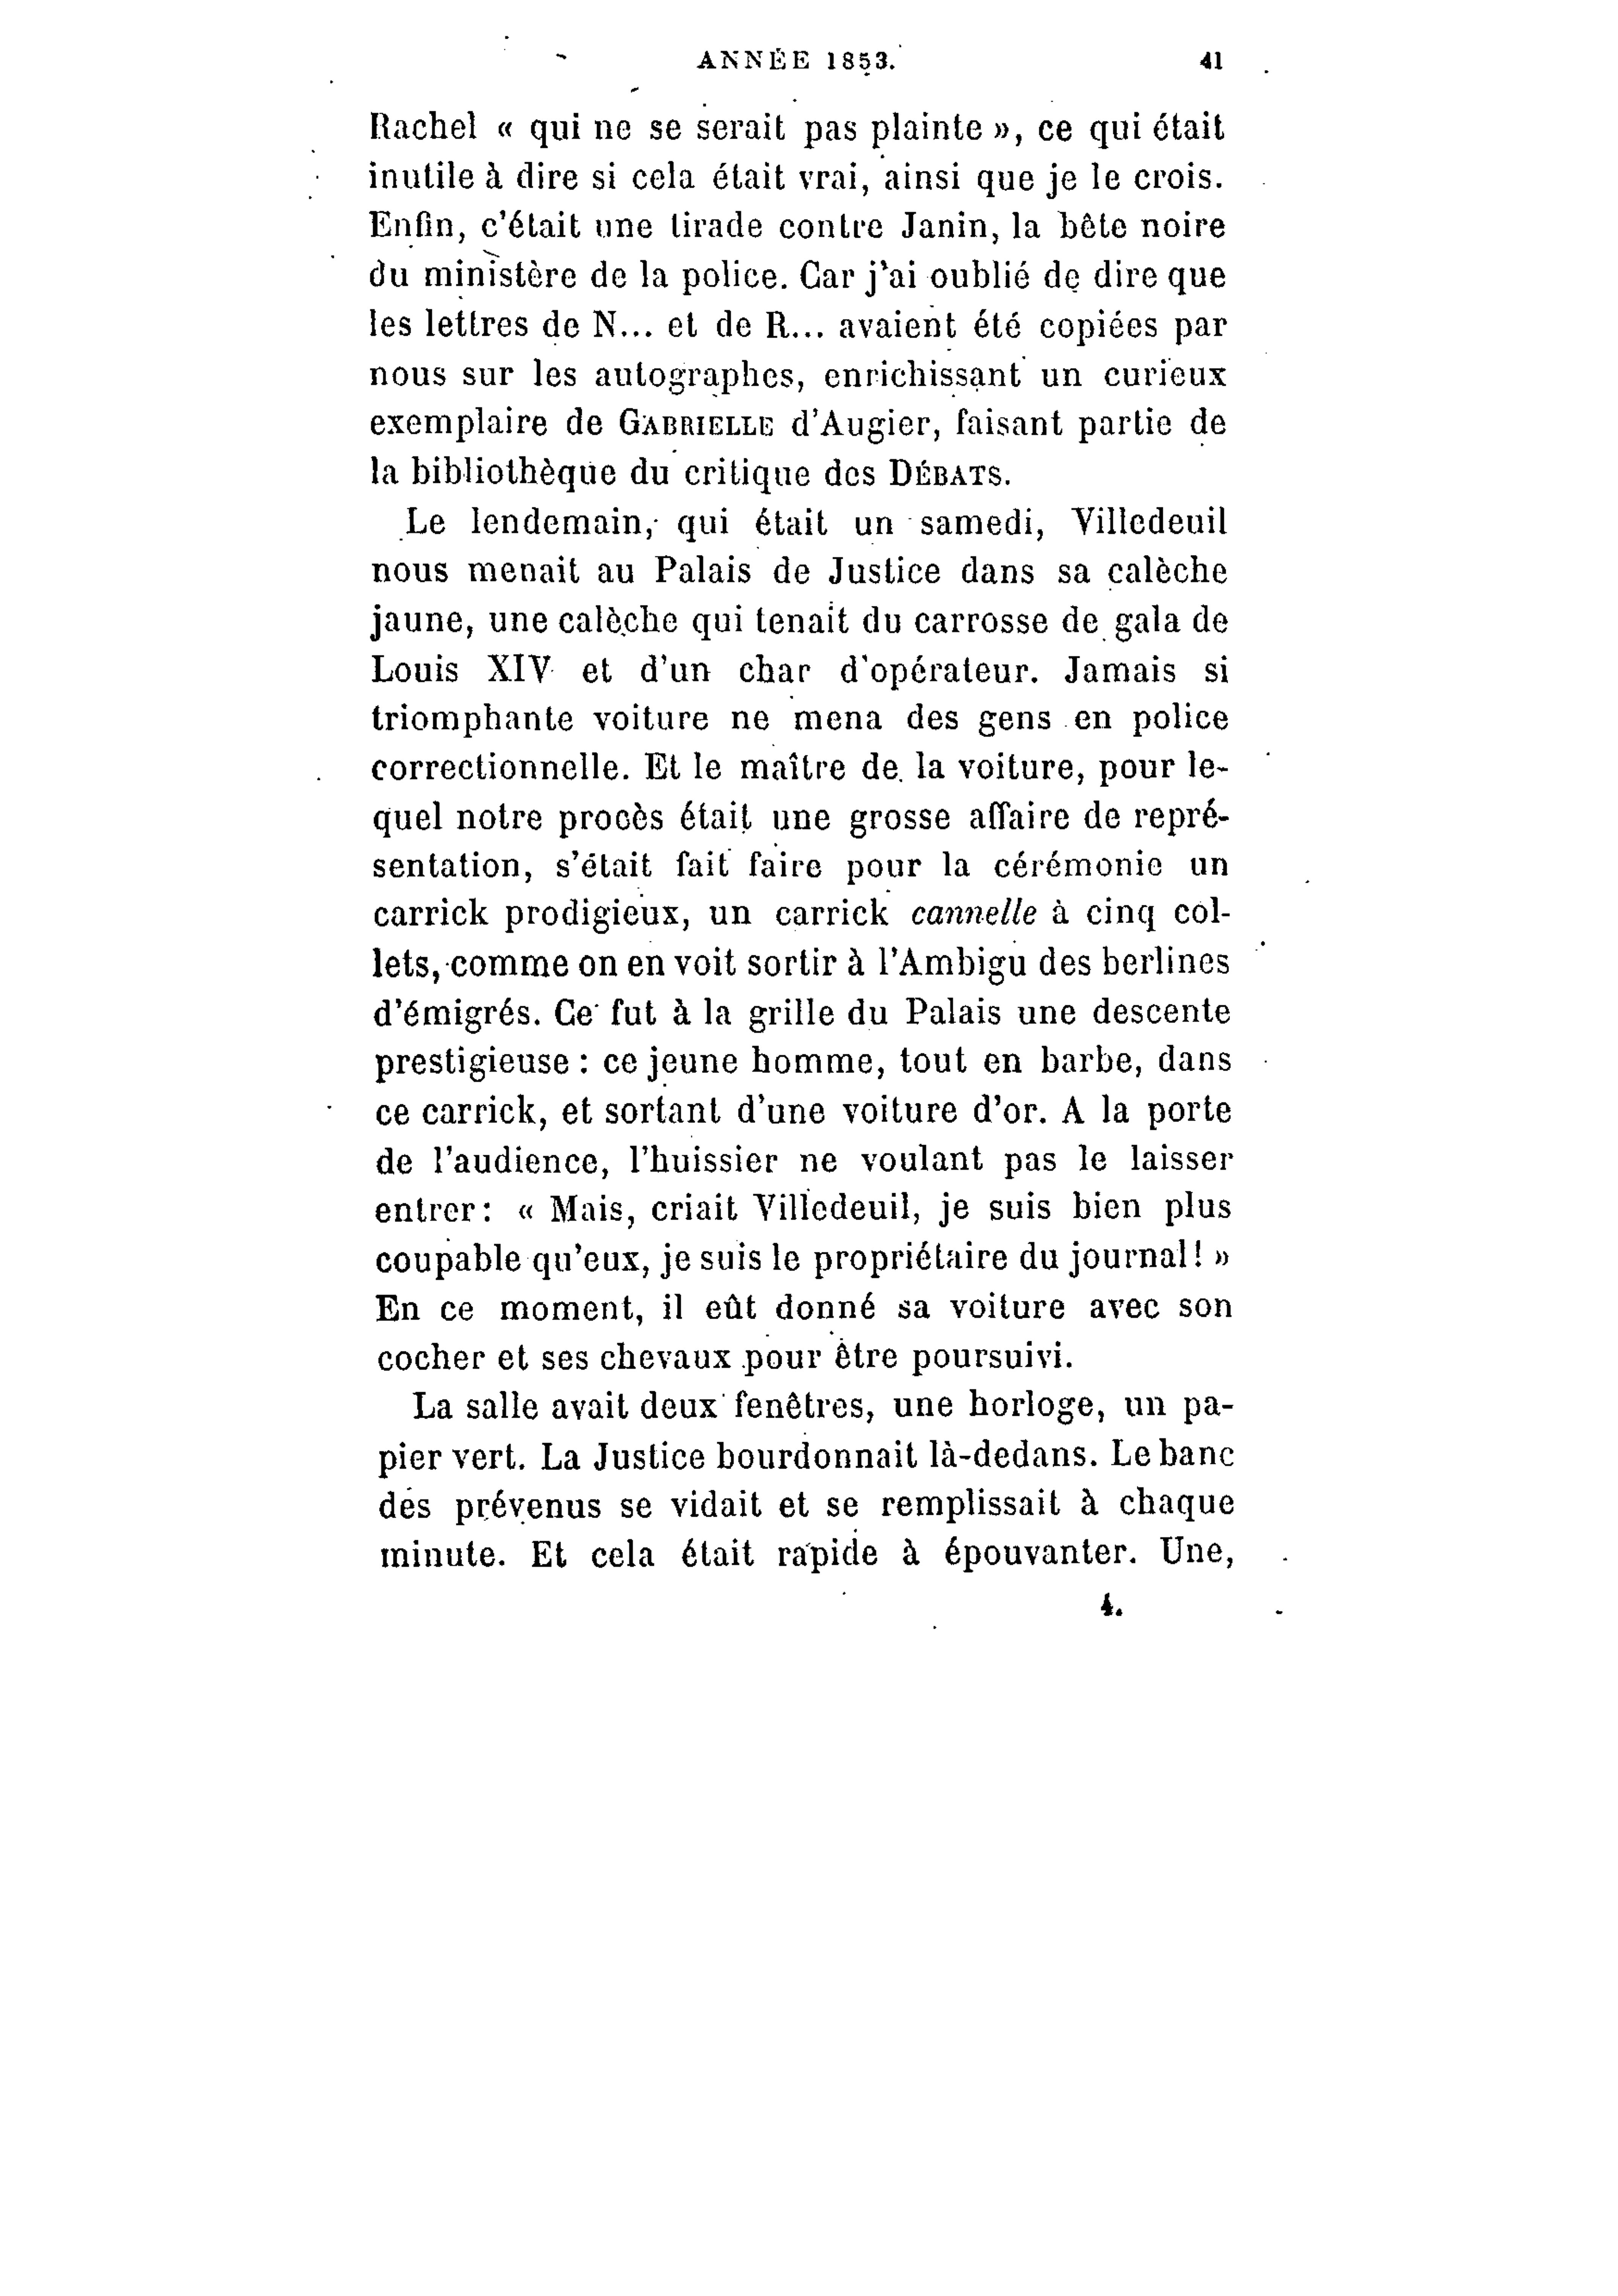 ANNÉE 1853. 41
Rachel « qui ne se serait pas plainte », ce qui était
inutile à dire si cela était vrai, ainsi que je le crois.
Enfin, c'était une tirade contre Janin, la bête noire
du ministère de la police. Car j'ai oublié de dire que
les lettres de N... et de R... avaient été copiées par
nous sur les autographes, enrichissant un curieux
exemplaire de GABRIELLE d'Augier, faisant partie de
la bibliothèque du critique des DÉBATS.
Le lendemain, qui était un samedi, Villedeuil
nous menait au Palais de Justice dans sa calèche
jaune, une calèche qui tenait du carrosse de gala de
Louis XIV et d'un char d'opérateur. Jamais si
triomphante voiture ne mena des gens en police
correctionnelle. Et le maître de la voiture, pour le-
quel notre procès était une grosse affaire de repré-
sentation, s'était fait faire pour la cérémonie un
carrick prodigieux, un carrick cannelle à cinq col-
lets, comme on en voit sortir à l'Ambigu des berlines
d'émigrés. Ce fut à la grille du Palais une descente
prestigieuse : ce jeune homme, tout en barbe, dans
ce carrick, et sortant d'une voiture d'or. A la porte
de l'audience, l'huissier ne voulant pas le laisser
entrer: « Mais, criait Villedeuil, je suis bien plus
coupable qu'eux, je suis le propriétaire du journal! »
En ce moment, il eût donné sa voiture avec son
cocher et ses chevaux pour être poursuivi.
La salle avait deux fenêtres, une horloge, un pa-
pier vert. La Justice bourdonnait là-dedans. Le banc
des prévenus se vidait et se remplissait à chaque
minute. Et cela était rapide à épouvanter. Une,
4.